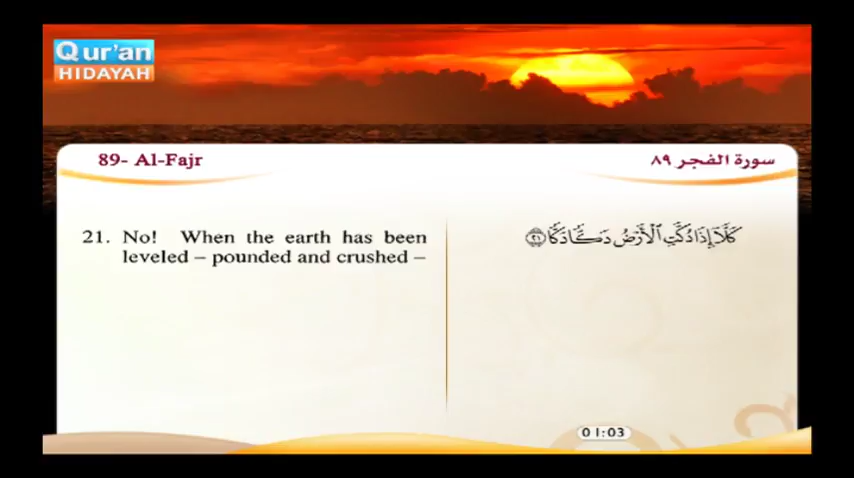 Qur'an
HIDAYAH
89- Al-Fajr
سورة الفجر ٨٩
21. No! When the earth has been
leveled – pounded and crushed –
كَلَّآ إِذَا دُكَّتِ ٱلْأَرْضُ دَكًّا دَكًّا ٢١
01:03